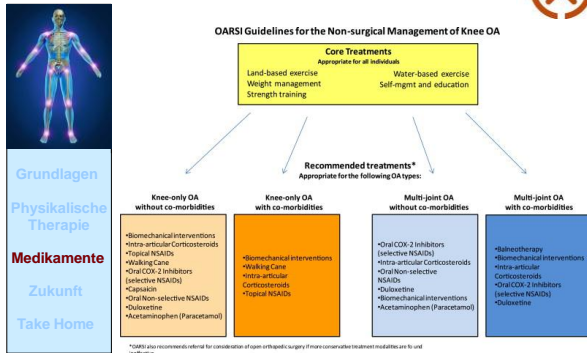 OARSI Guidelines for the Non-surgical Management of Knee OA
Core Treatments
Appropriate for all individuals
Land-based exercise
Weight management
Strength training
Water-based exercise
Self-mgmt and education
Grundlagen
Physikalische
Therapie
Medikamente
Zukunft
Take Home
Recommended treatments*
Appropriate for the following OA types:
Knee-only OA
without co-morbidities
•Biomechanical interventions
•Intra-articular Corticosteroids
•Topical NSAIDs
•Walking Cane
•Oral COX-2 Inhibitors
(selective NSAIDs)
•Capsaicin
•Oral Non-selective NSAIDs
•Duloxetine
•Acetaminophen (Paracetamol)
Knee-only OA
with co-morbidities
•Biomechanical interventions
•Walking Cane
•Intra-articular
Corticosteroids
•Topical NSAIDs
Multi-joint OA
without co-morbidities
•Oral COX-2 Inhibitors
(selective NSAIDs)
•Intra-articular Corticosteroids
•Oral Non-selective
NSAIDs
•Duloxetine
•Biomechanical interventions
•Acetaminophen (Paracetamol)
Multi-joint OA
with co-morbidities
•Balneotherapy
•Biomechanical interventions
•Intra-articular
Corticosteroids
•Oral COX-2 Inhibitors
(selective NSAIDs)
•Duloxetine
*OARSI also recommends referral for consideration of open orthopedic surgery if more conservative treatment modalities are found
ineffective.